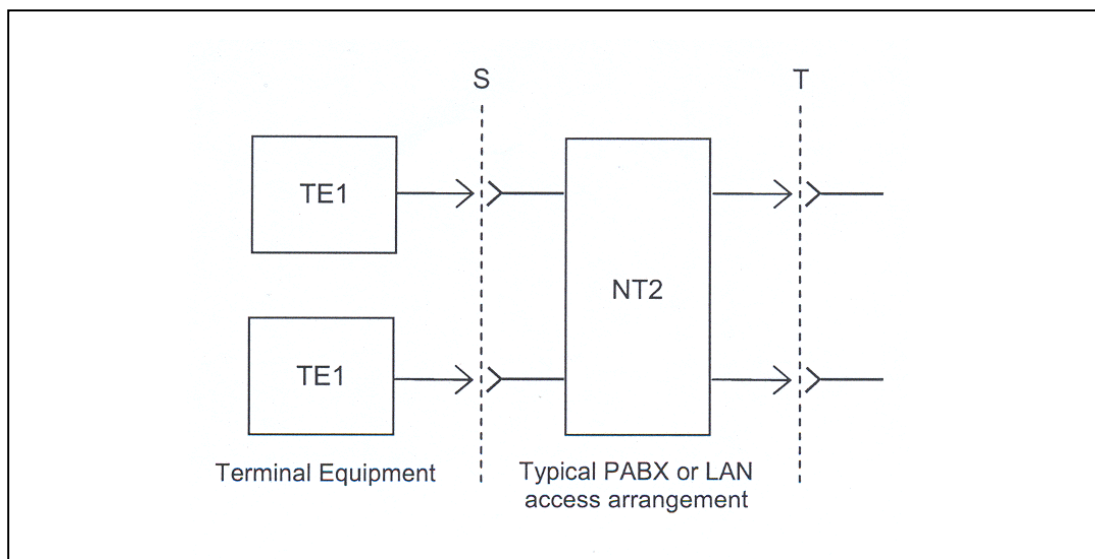 S
T
TE1
NT2
TE1
Terminal Equipment
Typical PABX or LAN
access arrangement